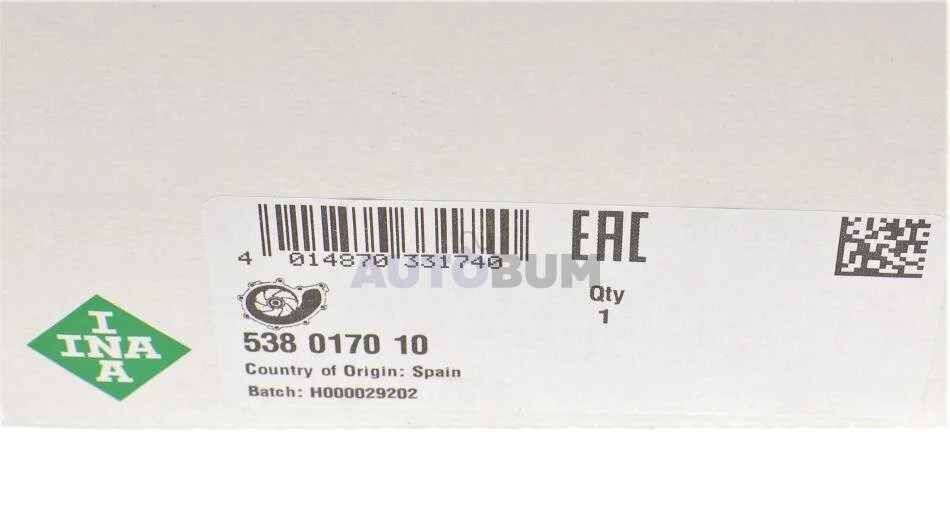 4 014870 331740
EAC
AUTOBUM
Qty
1
I
INA
A
538 0170 10
Country of Origin: Spain
Batch: H000029202